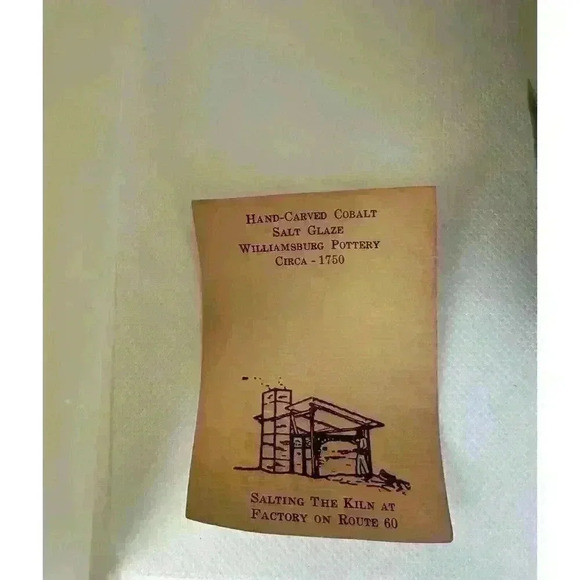 Hand-Carved Cobalt
Salt Glaze
Williamsburg Pottery
Circa - 1750
Salting The Kiln at
Factory on Route 60